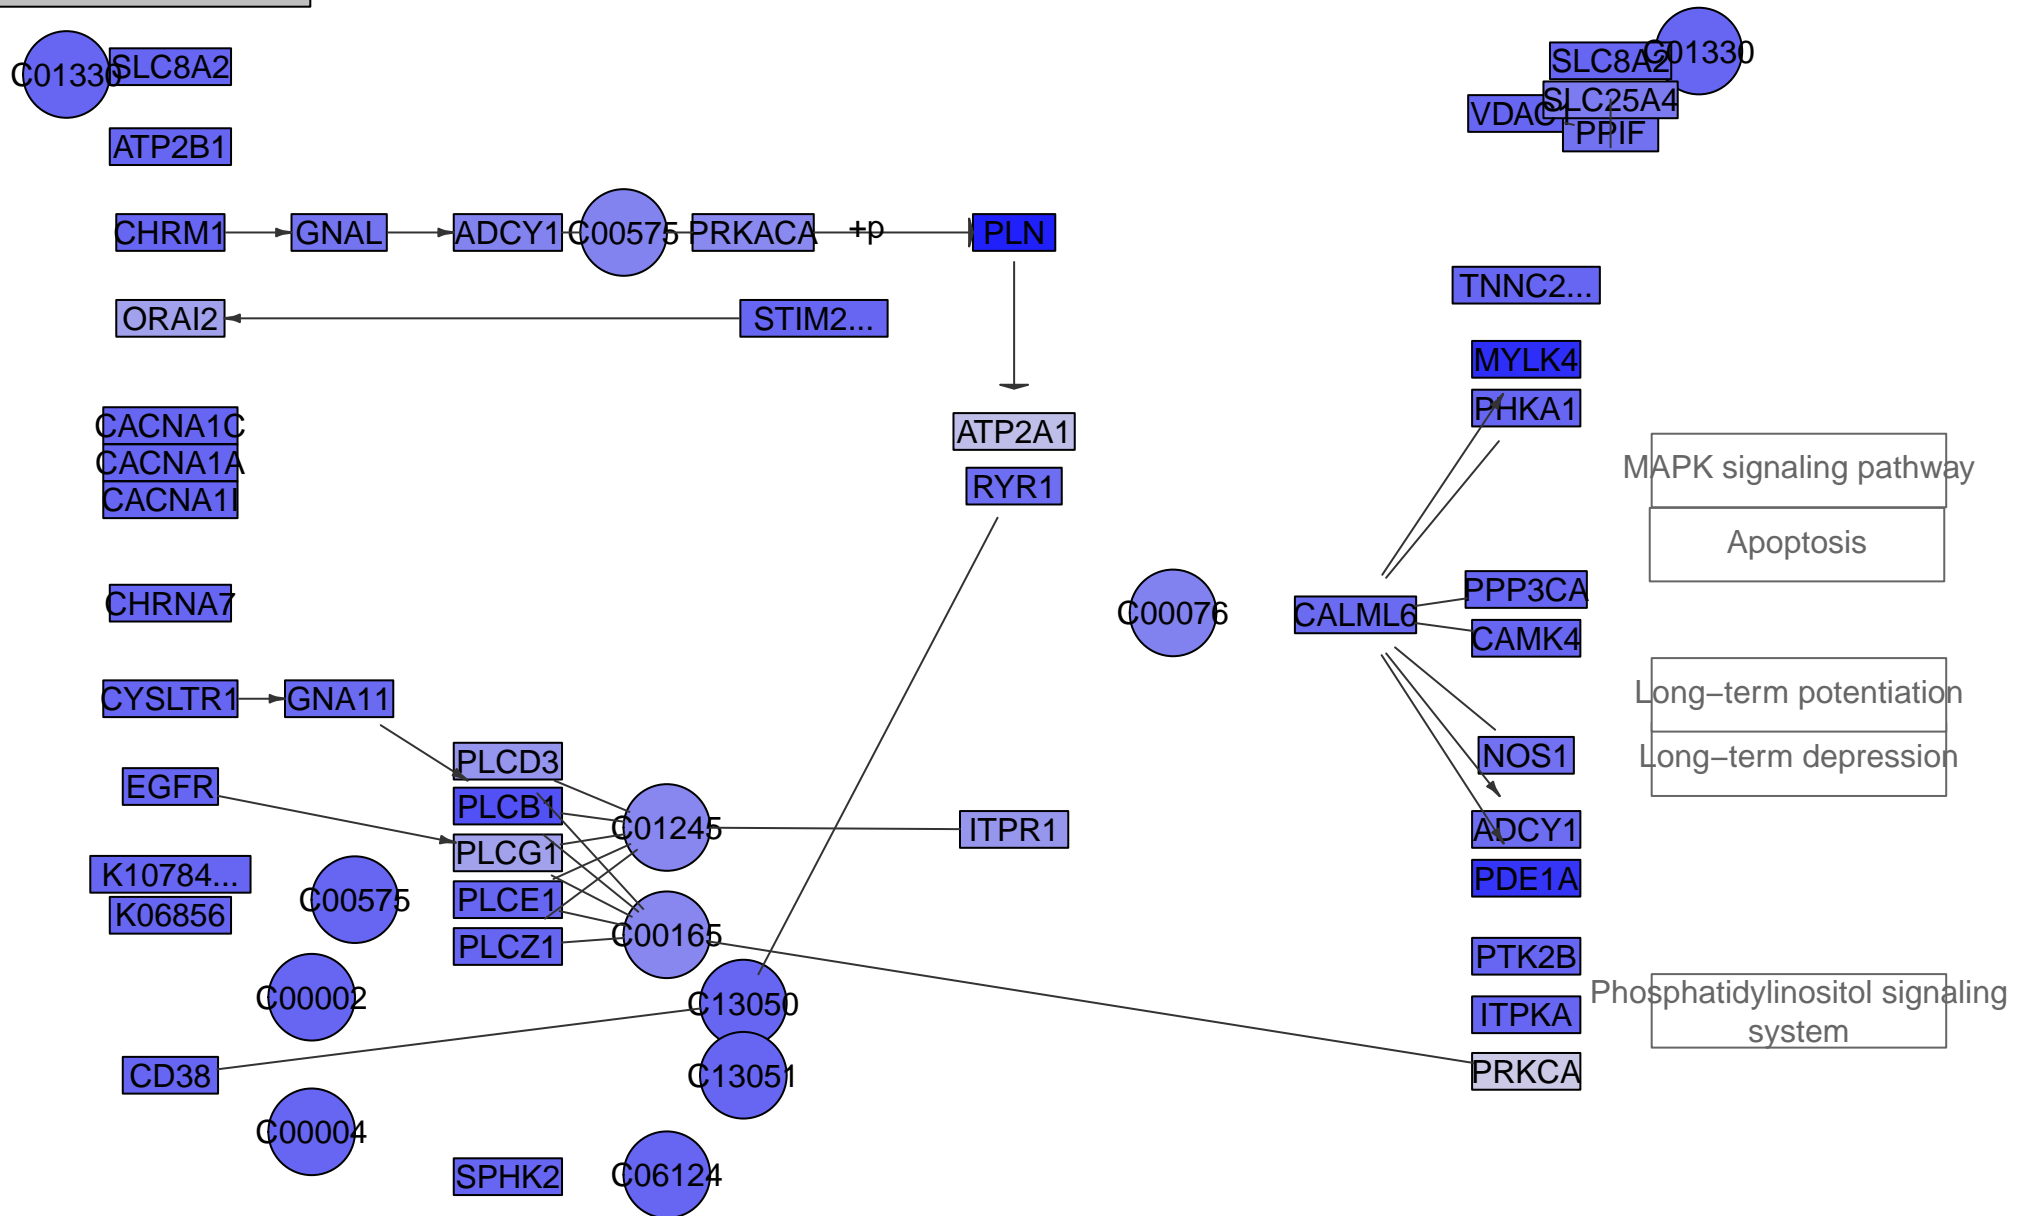 C01330
SLC8A2
SLC8A2
C01330
SLC25A4
VDAC1
PPIF
ATP2B1
CHRM1
GNAL
ADCY1
C00575
PRKACA
+p
PLN
TNNC2...
ORAI2
STIM2...
MYLK4
PHKA1
CACNA1C
ATP2A1
CACNA1A
MAPK signaling pathway
RYR1
CACNA1I
Apoptosis
CHRNA7
C00076
CALML6
PPP3CA
CAMK4
CYSLTR1
GNA11
Long−term potentiation
PLCD3
NOS1
Long−term depression
EGFR
PLCB1
C01245
ITPR1
ADCY1
PLCG1
K10784...
PDE1A
C00575
PLCE1
K06856
C00165
PLCZ1
PTK2B
C00002
C13050
ITPKA
Phosphatidylinositol signaling
system
CD38
C13051
PRKCA
C00004
SPHK2
C06124